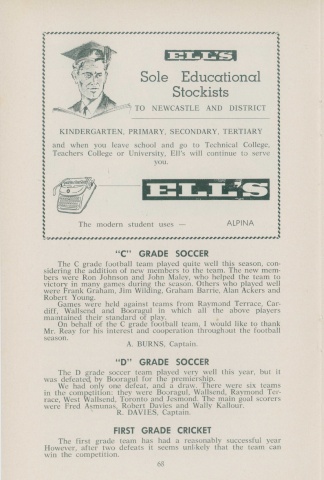 ELL'S
Sole Educational
Stockists
TO NEWCASTLE AND DISTRICT
KINDERGARTEN, PRIMARY, SECONDARY, TERTIARY
and when you leave school and go to Technical College,
Teachers College or University, Ell's will continue to serve
you.
ELL'S
The modern student uses — ALPINA
"C" GRADE SOCCER
The C grade football team played quite well this season, con-
sidering the addition of new members to the team. The new mem-
bers were Ron Johnson and John Maley, who helped the team to
victory in many games during the season. Others who played well
were Frank Graham, Jim Wilding, Graham Barrie, Alan Ackers and
Robert Young.
Games were held against teams from Raymond Terrace, Car-
diff, Wallsend and Booragul in which all the above players
maintained their standard of play.
On behalf of the C grade football team, I would like to thank
Mr. Reay for his interest and cooperation throughout the football
season.
A. BURNS, Captain.
"D" GRADE SOCCER
The D grade soccer team played very well this year, but it
was defeated by Booragul for the premiership.
We had only one defeat, and a draw. There were six teams
in the competition: they were Booragul, Wallsend, Raymond Ter-
race, West Wallsend, Toronto and Jesmond. The main goal scorers
were Fred Asmunas, Robert Davies and Wally Kallour.
R. DAVIES, Captain.
FIRST GRADE CRICKET
The first grade team has had a reasonably successful year
However, after two defeats it seems unlikely that the team can
win the competition.